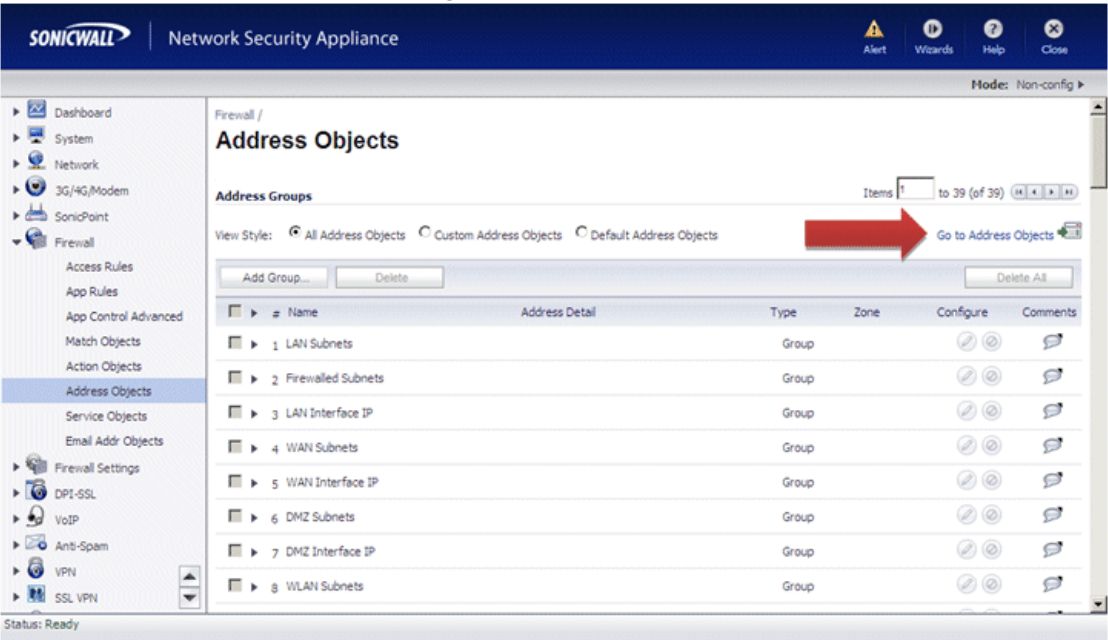 SONICWALL Network Security Appliance
Alert Wizards Help Close
Mode: Non-config
Dashboard
System
Network
3G/4G/Modem
SonicPoint
Firewall
Access Rules
App Rules
App Control Advanced
Match Objects
Action Objects
Address Objects
Service Objects
Email Addr Objects
Firewall Settings
DPI-SSL
VoIP
Anti-Spam
VPN
SSL VPN
Firewall /
Address Objects
Address Groups Items 1 to 39 (of 39)
View Style: All Address Objects Custom Address Objects Default Address Objects Go to Address Objects
Add Group... Delete Delete All
# Name Address Detail Type Zone Configure Comments
1 LAN Subnets Group
2 Firewalled Subnets Group
3 LAN Interface IP Group
4 WAN Subnets Group
5 WAN Interface IP Group
6 DMZ Subnets Group
7 DMZ Interface IP Group
8 WLAN Subnets Group
Status: Ready